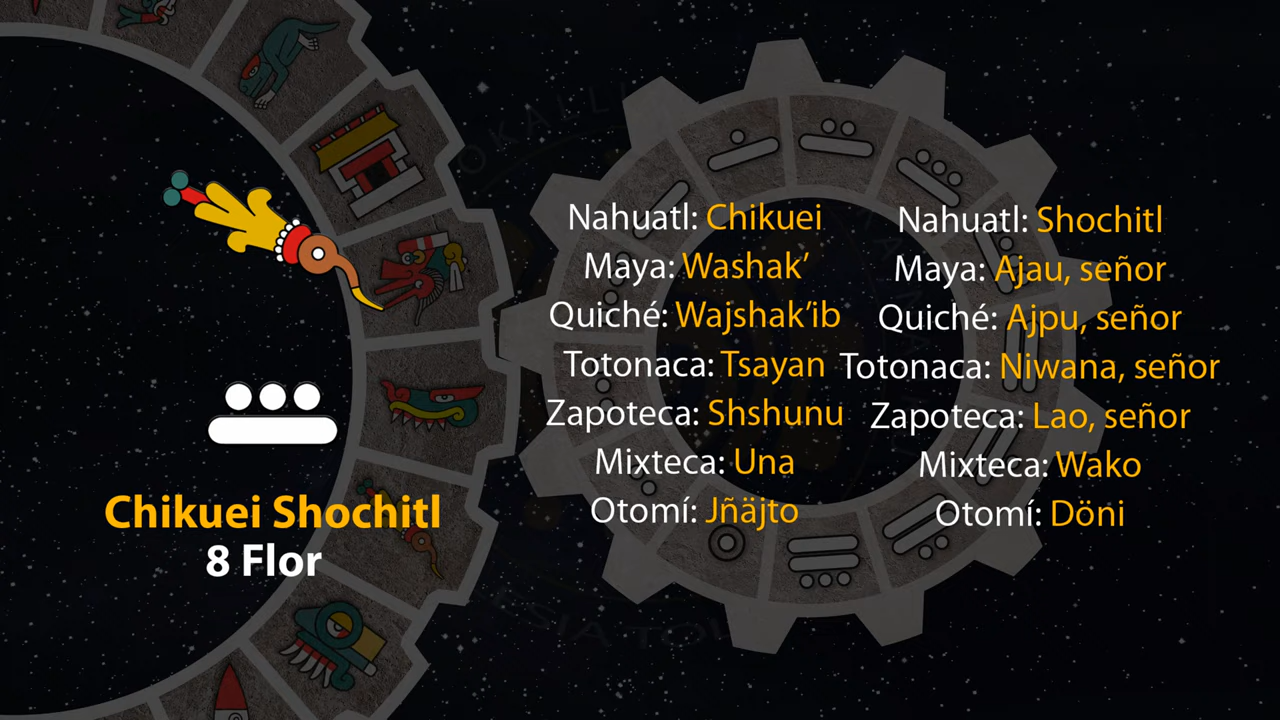 Nahuatl: Chikuei
Maya: Washak’
Quiché: Wajshak’ib
Totonaca: Tsayan
Zapoteca: Shshunu
Mixteca: Una
Otomí: Jñäjto
Nahuatl: Shochitl
Maya: Ajau, señor
Quiché: Ajpu, señor
Totonaca: Niwana, señor
Zapoteca: Lao, señor
Mixteca: Wako
Otomí: Döni
Chikuei Shochitl
8 Flor